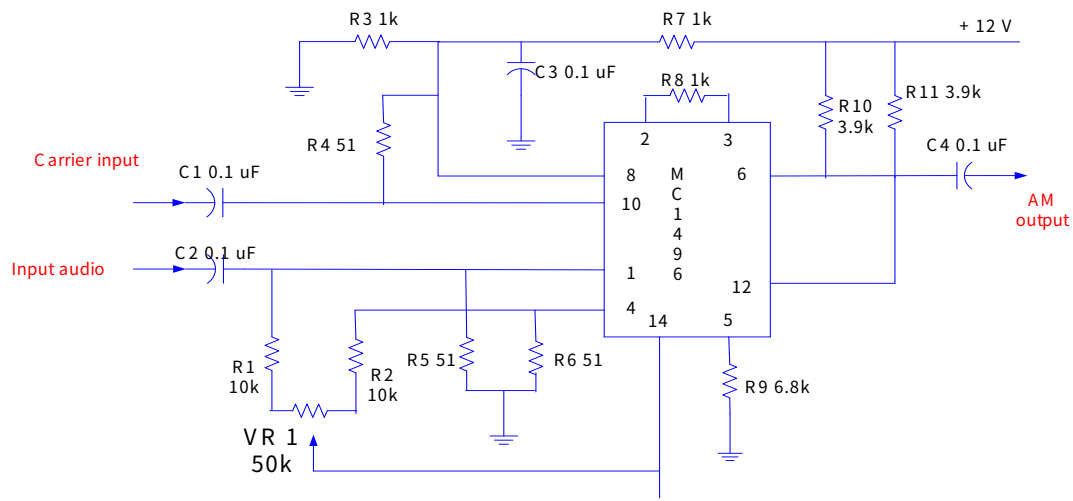 R3 1k
R7 1k
+ 12 V
C3 0.1 uF
R8 1k
R10
3.9k
R11 3.9k
R4 51
2
3
C4 0.1 uF
Carrier input
C1 0.1 uF
8
10
M
C
1
4
9
6
6
AM
output
C2 0.1 uF
Input audio
1
4
12
14
5
R1
10k
R2
10k
R5 51
R6 51
R9 6.8k
VR 1
50k